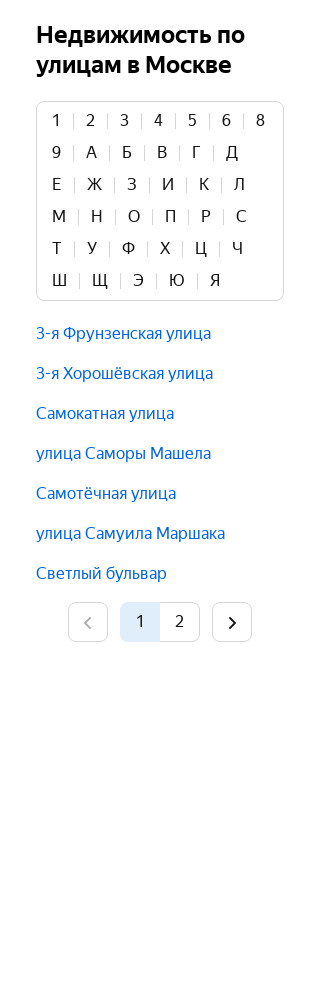 Недвижимость по
улицам в Москве
1 2 3 4 5 6 8
9 А Б В Г Д
Е Ж З И К Л
М Н О П Р С
Т У Ф Х Ц Ч
Ш Щ Э Ю Я
3-я Фрунзенская улица
3-я Хорошёвская улица
Самокатная улица
улица Саморы Машела
Самотёчная улица
улица Самуила Маршака
Светлый бульвар
1 2